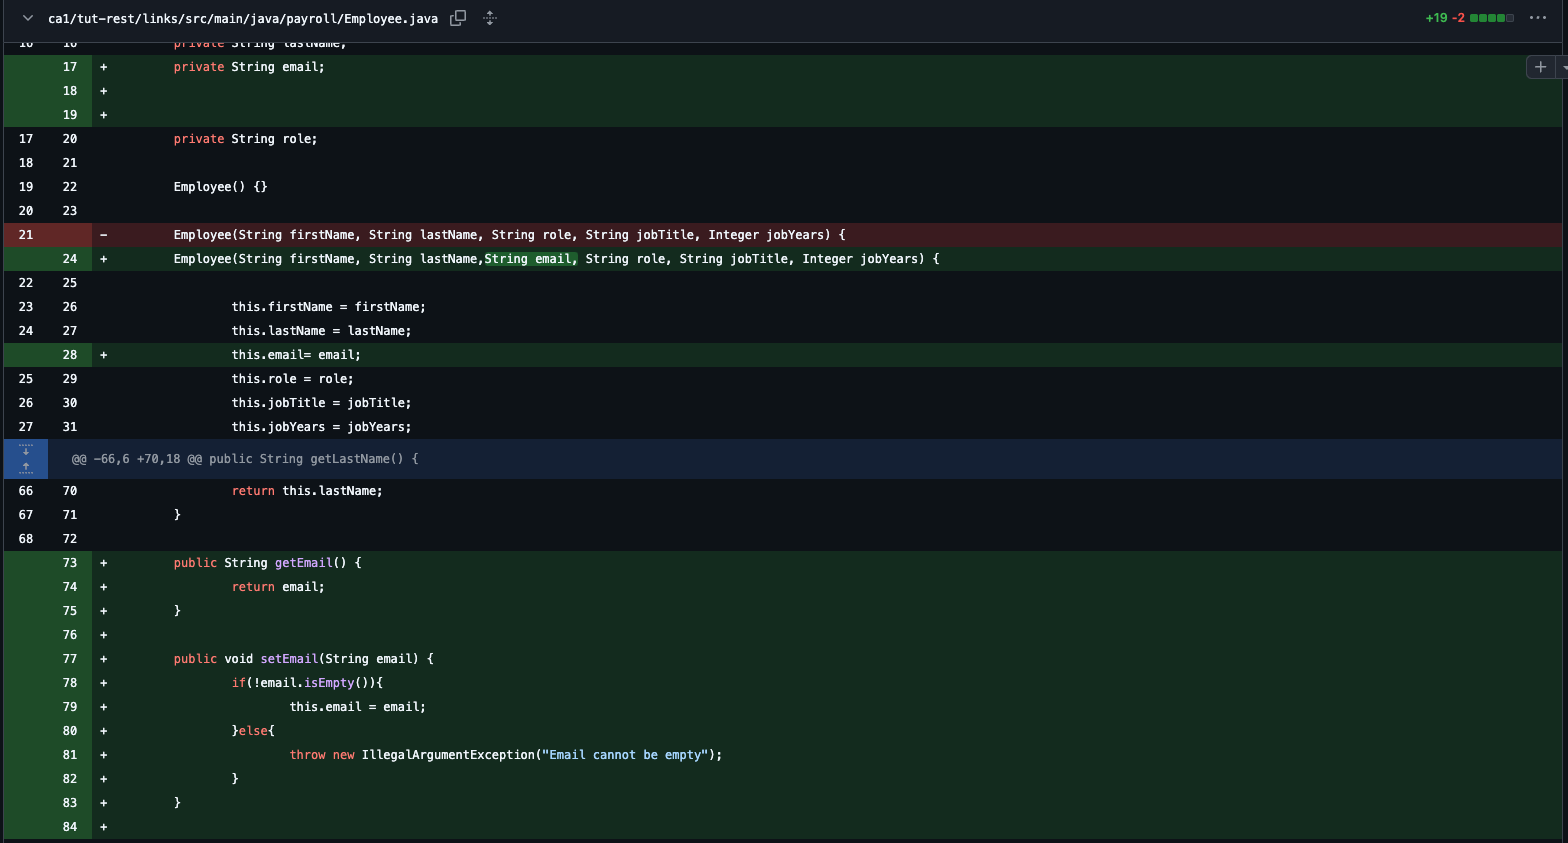 ca1/tut-rest/links/src/main/java/payroll/Employee.java +19 -2
16 16 private String lastName;
17 + private String email;
18 +
19 +
17 20 private String role;
18 21
19 22 Employee() {}
20 23
21 - Employee(String firstName, String lastName, String role, String jobTitle, Integer jobYears) {
24 + Employee(String firstName, String lastName,String email, String role, String jobTitle, Integer jobYears) {
22 25
23 26 this.firstName = firstName;
24 27 this.lastName = lastName;
28 + this.email= email;
25 29 this.role = role;
26 30 this.jobTitle = jobTitle;
27 31 this.jobYears = jobYears;
@@ -66,6 +70,18 @@ public String getLastName() {
66 70 return this.lastName;
67 71 }
68 72
73 + public String getEmail() {
74 + return email;
75 + }
76 +
77 + public void setEmail(String email) {
78 + if(!email.isEmpty()){
79 + this.email = email;
80 + }else{
81 + throw new IllegalArgumentException("Email cannot be empty");
82 + }
83 + }
84 +